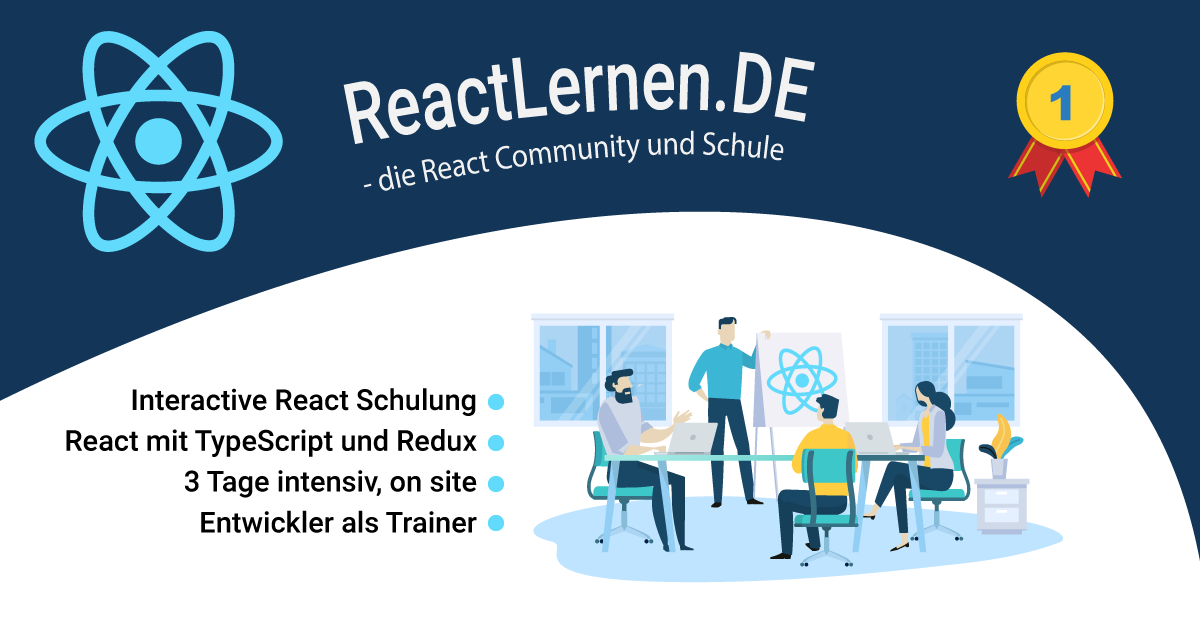 ReactLernen.DE
- die React Community und Schule
1
Interactive React Schulung
React mit TypeScript und Redux
3 Tage intensiv, on site
Entwickler als Trainer